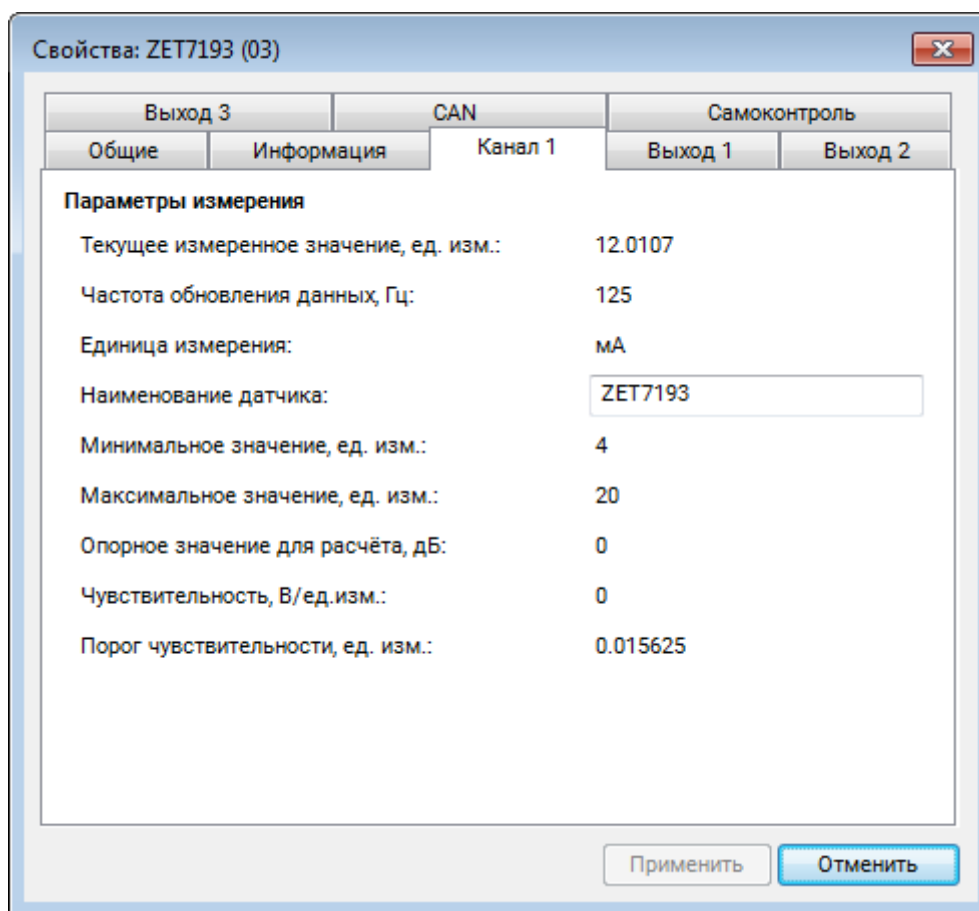 Свойства: ZET7193 (03)
Выход 3 CAN Самоконтроль
Общие Информация Канал 1 Выход 1 Выход 2
Параметры измерения
Текущее измеренное значение, ед. изм.: 12.0107
Частота обновления данных, Гц: 125
Единица измерения: мА
Наименование датчика: ZET7193
Минимальное значение, ед. изм.: 4
Максимальное значение, ед. изм.: 20
Опорное значение для расчёта, дБ: 0
Чувствительность, В/ед.изм.: 0
Порог чувствительности, ед. изм.: 0.015625
Применить Отменить